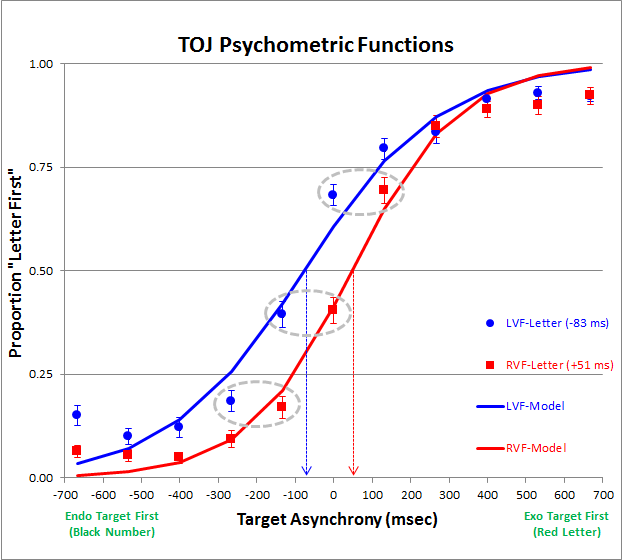 TOJ Psychometric Functions
1.00
0.75
0.50
0.25
0.00
Proportion "Letter First"
LVF-Letter (-83 ms)
RVF-Letter (+51 ms)
LVF-Model
RVF-Model
-700 -600 -500 -400 -300 -200 -100 0 100 200 300 400 500 600 700
Endo Target First
(Black Number)
Target Asynchrony (msec)
Exo Target First
(Red Letter)